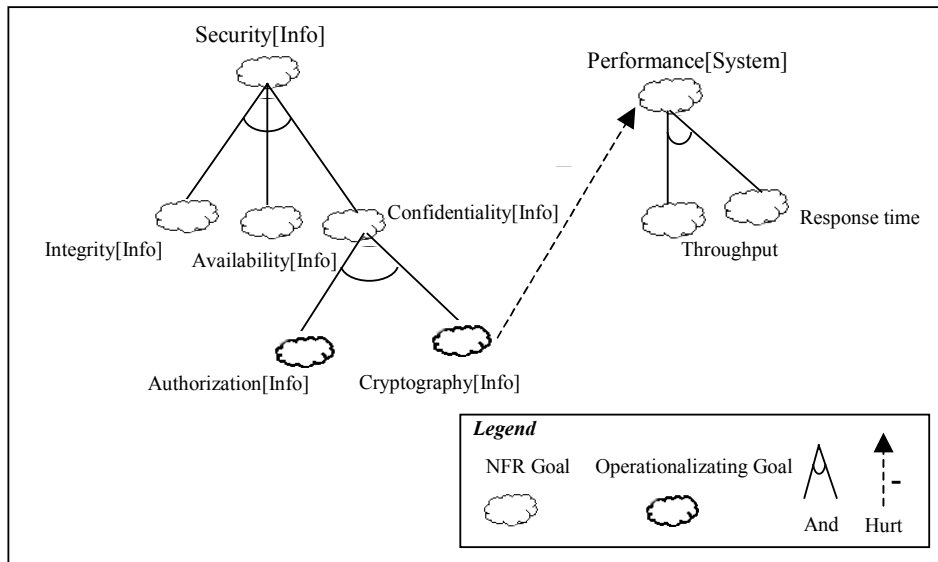 Security[Info]
Performance[System]
Integrity[Info]
Availability[Info]
Confidentiality[Info]
Throughput
Response time
Authorization[Info]
Cryptography[Info]
Legend
NFR Goal
Operationalizating Goal
And
Hurt